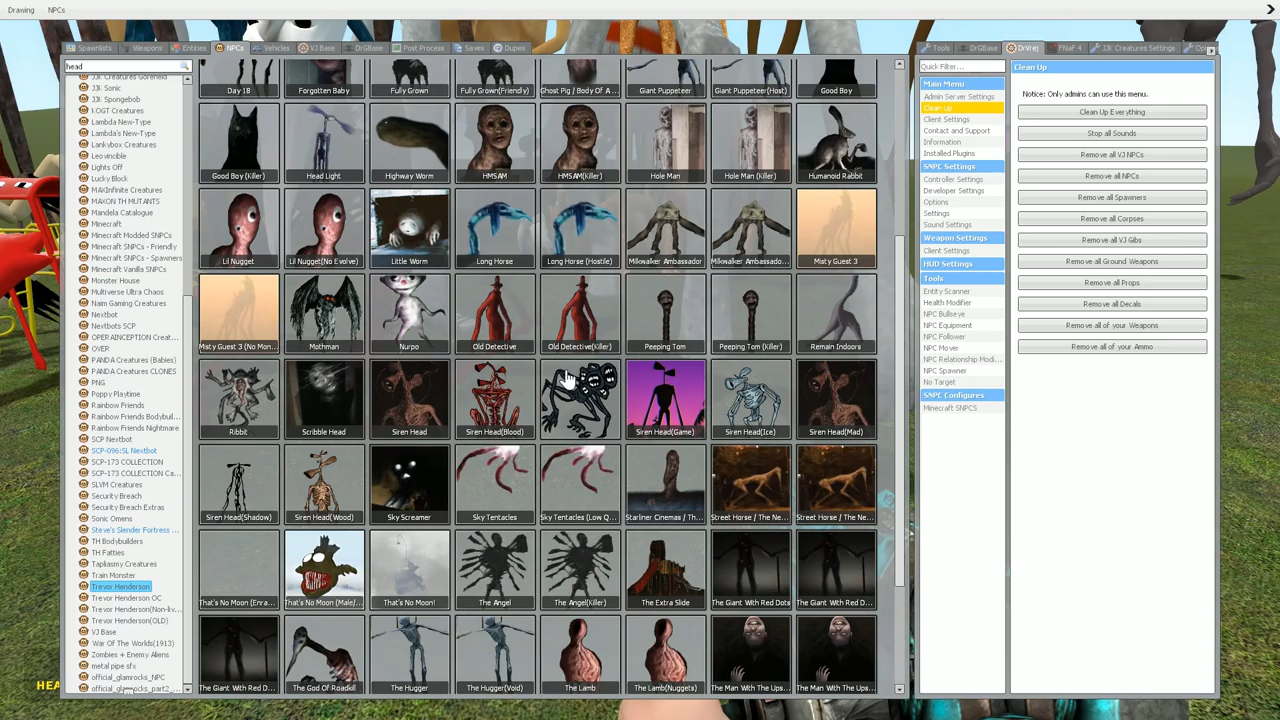 Drawing NPCs
Spawnlists Weapons Entities NPCs Vehicles VJ Base DrGBase Post Process Saves Dupes
Tools DrGBase DrVrej FNaF 4 JJK Creatures Settings
head
JJK Creatures Gorefield
JJK Sonic
JJK Spongebob
LOGT Creatures
Lambda New-Type
Lambda's New-Type
Lankybox Creatures
Leovincible
Lights Off
Lucky Block
MAXInfinite Creatures
MAXON TH MUTANTS
Mandela Catalogue
Minecraft
Minecraft Modded SNPCs
Minecraft SNPCs - Friendly
Minecraft SNPCs - Spawners
Minecraft Vanilla SNPCs
Monster House
Multiverse Ultra Chaos
Naim Gaming Creatures
Nextbot
Nextbots SCP
OPERAINCEPTION Creat...
OVER
PANDA Creatures (Babies)
PANDA Creatures CLONES
PNG
Poppy Playtime
Rainbow Friends
Rainbow Friends Bodybuil...
Rainbow Friends Nightmare
SCP Nextbot
SCP-096:SL Nextbot
SCP-173 COLLECTION
SCP-173 COLLECTION Ca...
SLVM Creatures
Security Breach
Security Breach Extras
Sonic Omens
Steve's Slender Fortress ...
TH Bodybuilders
TH Fatties
Tapliasmy Creatures
Train Monster
Trevor Henderson
Trevor Henderson OC
Trevor Henderson(Non-liv...
Trevor Henderson(OLD)
VJ Base
War Of The Worlds(1913)
Zombies + Enemy Aliens
metal pipe sfx
official_glamrocks_NPC
official_glamrocks_part2_...
HEA
Day 18 Forgotten Baby Fully Grown Fully Grown(Friendly) Ghost Pig / Body Of A ... Giant Puppeteer Giant Puppeteer(Host) Good Boy
Good Boy (Killer) Head Light Highway Worm HMSAM HMSAM(Killer) Hole Man Hole Man (Killer) Humanoid Rabbit
Lil Nugget Lil Nugget(No Evolve) Little Worm Long Horse Long Horse (Hostile) Milkwalker Ambassador Milkwalker Ambassado... Misty Guest 3
Misty Guest 3 (No Mon... Mothman Nurpo Old Detective Old Detective(Killer) Peeping Tom Peeping Tom (Killer) Remain Indoors
Ribbit Scribble Head Siren Head Siren Head(Blood) Siren Head(Game) Siren Head(Ice) Siren Head(Mad)
Siren Head(Shadow) Siren Head(Wood) Sky Screamer Sky Tentacles Sky Tentacles (Low Q... Starliner Cinemas / Th... Street Horse / The Ne... Street Horse / The Ne...
That's No Moon (Enra... That's No Moon (Male/... That's No Moon! The Angel The Angel(Killer) The Extra Slide The Giant With Red Dots The Giant With Red D...
The Giant With Red D... The God Of Roadkill The Hugger The Hugger(Void) The Lamb The Lamb(Nuggets) The Man With The Ups... The Man With The Ups...
Quick Filter...
Main Menu
Admin Server Settings
Clean Up
Client Settings
Contact and Support
Information
Installed Plugins
SNPC Settings
Controller Settings
Developer Settings
Options
Settings
Sound Settings
Weapon Settings
Client Settings
HUD Settings
Tools
Entity Scanner
Health Modifier
NPC Bullseye
NPC Equipment
NPC Follower
NPC Mover
NPC Relationship Modi...
NPC Spawner
No Target
SNPC Configures
Minecraft SNPCS
Clean Up
Notice: Only admins can use this menu.
Clean Up Everything
Stop all Sounds
Remove all VJ NPCs
Remove all NPCs
Remove all Spawners
Remove all Corpses
Remove all VJ Gibs
Remove all Ground Weapons
Remove all Props
Remove all Decals
Remove all of your Weapons
Remove all of your Ammo